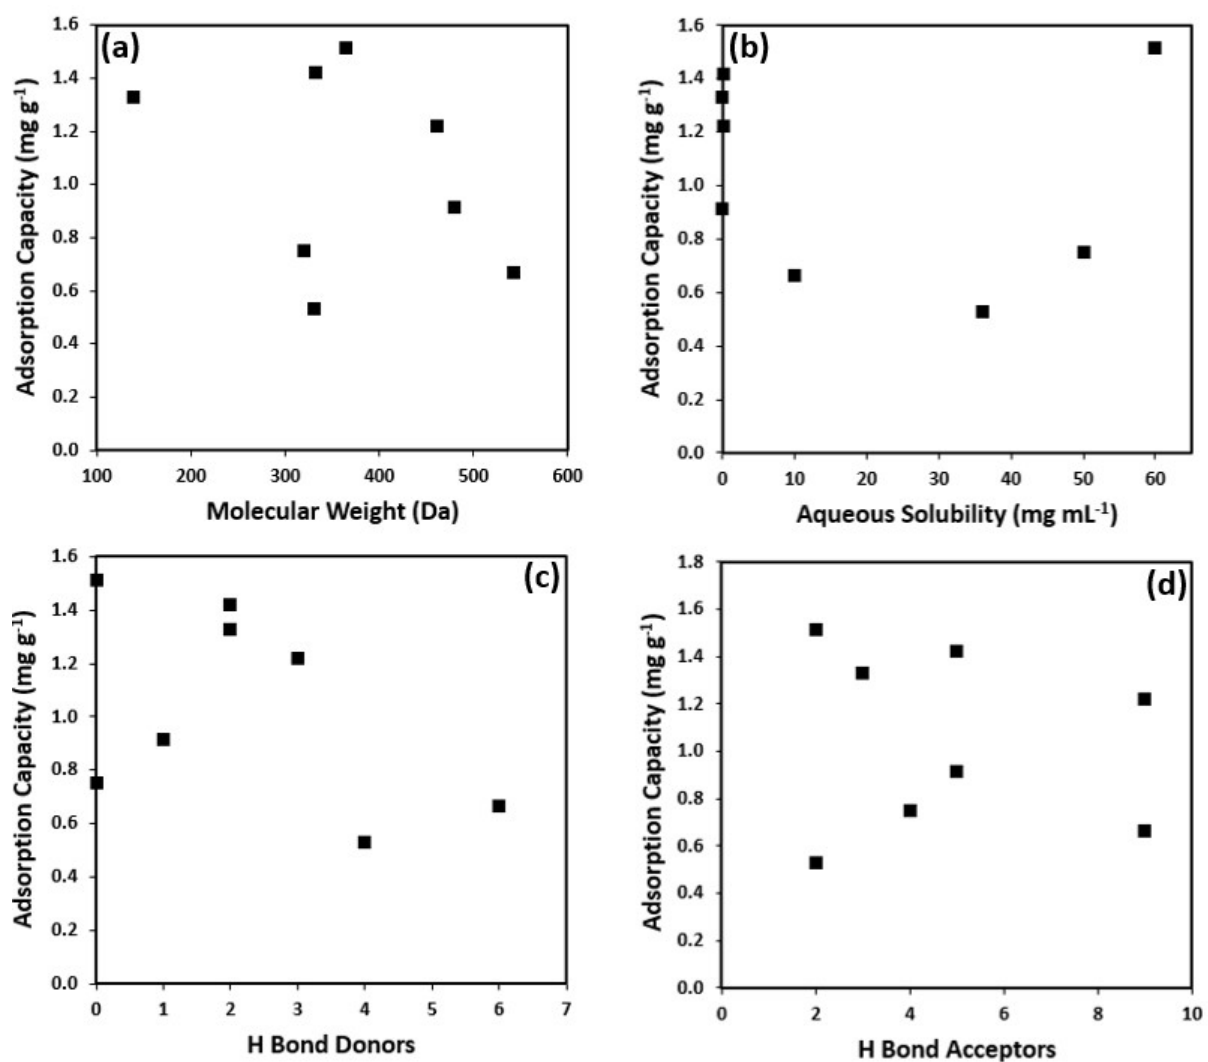 (a)
Adsorption Capacity (mg g-1)
1.6
1.4
1.2
1.0
0.8
0.6
0.4
0.2
0.0
100 200 300 400 500 600
Molecular Weight (Da)
(b)
Adsorption Capacity (mg g-1)
1.6
1.4
1.2
1.0
0.8
0.6
0.4
0.2
0.0
0 10 20 30 40 50 60
Aqueous Solubility (mg mL-1)
(c)
Adsorption Capacity (mg g-1)
1.6
1.4
1.2
1.0
0.8
0.6
0.4
0.2
0.0
0 1 2 3 4 5 6 7
H Bond Donors
(d)
Adsorption Capacity (mg g-1)
1.8
1.6
1.4
1.2
1.0
0.8
0.6
0.4
0.2
0.0
0 2 4 6 8 10
H Bond Acceptors